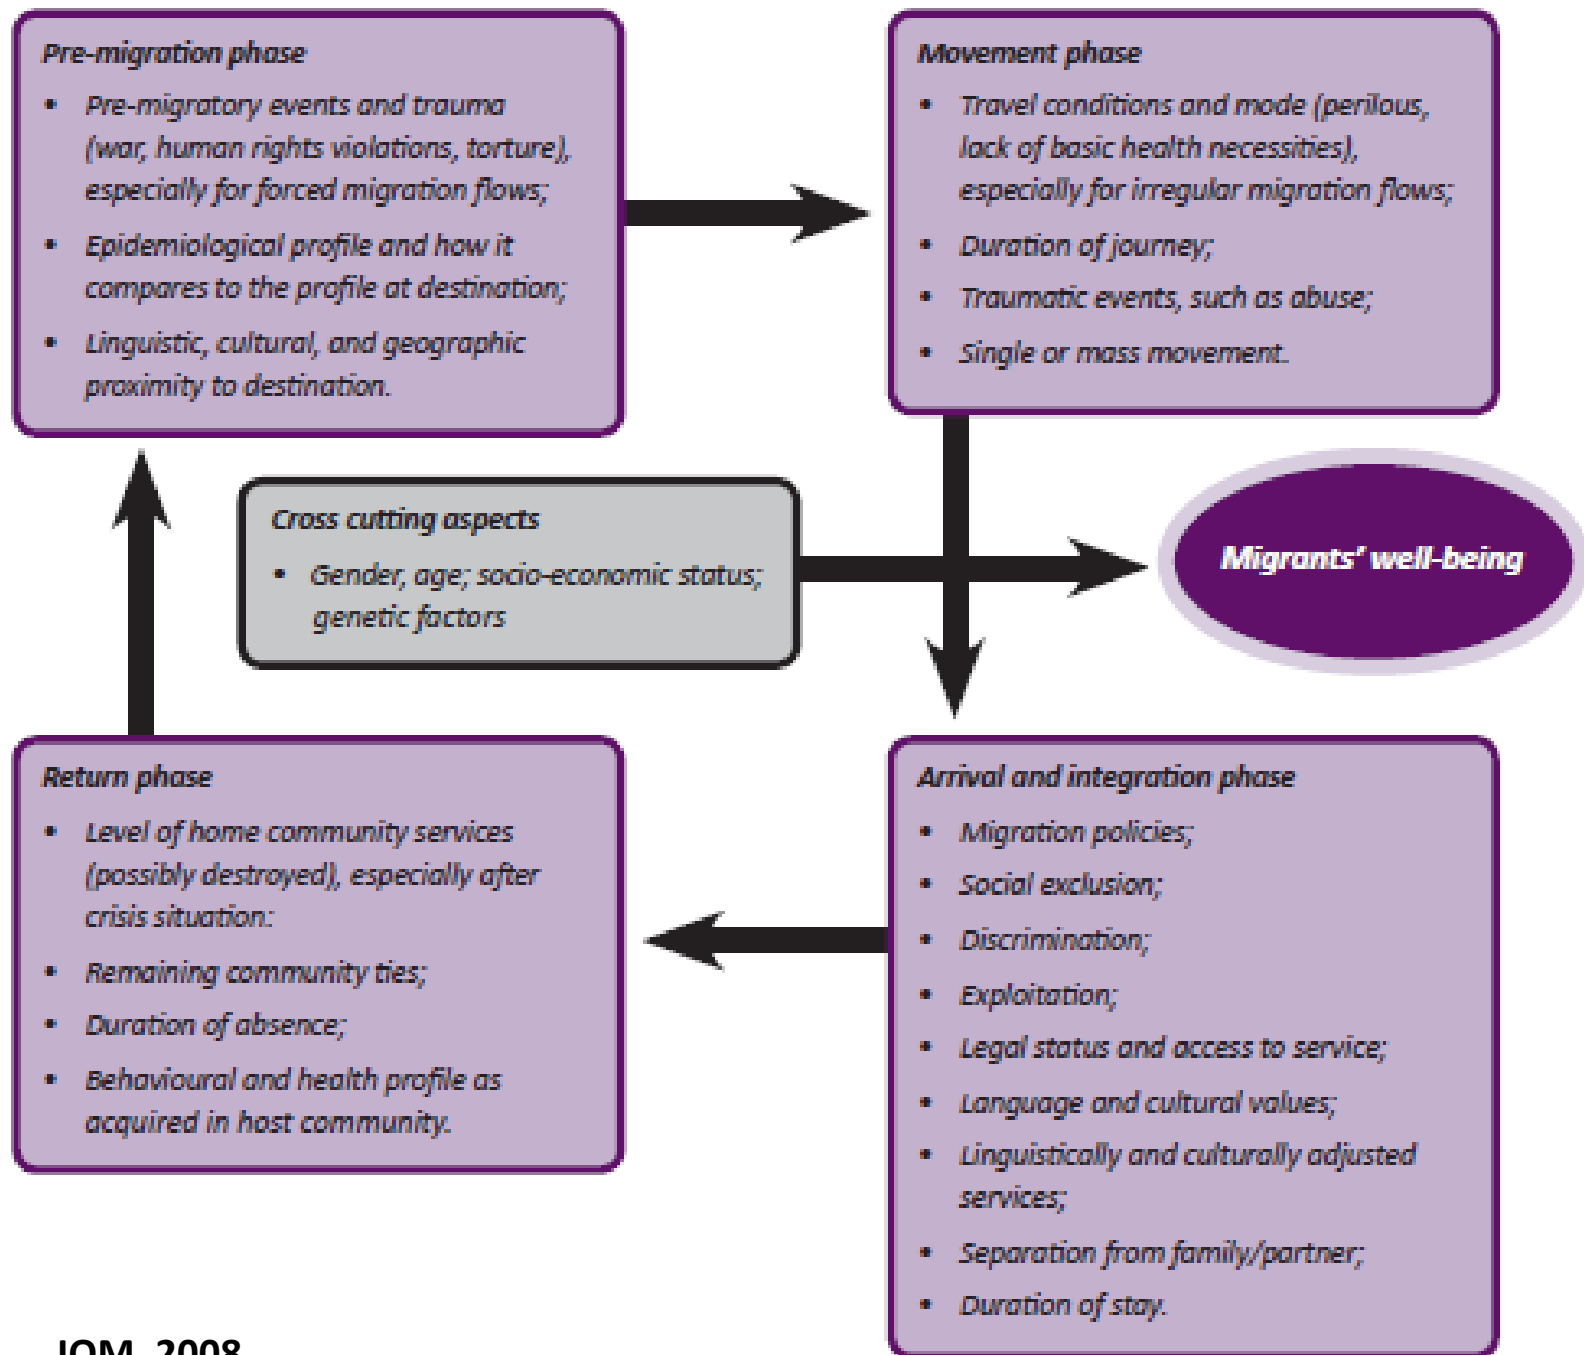 Pre-migration phase
• Pre-migratory events and trauma
(war, human rights violations, torture),
especially for forced migration flows;
• Epidemiological profile and how it
compares to the profile at destination;
• Linguistic, cultural, and geographic
proximity to destination.
Movement phase
• Travel conditions and mode (perilous,
lack of basic health necessities),
especially for irregular migration flows;
• Duration of journey;
• Traumatic events, such as abuse;
• Single or mass movement.
Cross cutting aspects
• Gender, age; socio-economic status;
genetic factors
Migrants’ well-being
Return phase
• Level of home community services
(possibly destroyed), especially after
crisis situation:
• Remaining community ties;
• Duration of absence;
• Behavioural and health profile as
acquired in host community.
Arrival and integration phase
• Migration policies;
• Social exclusion;
• Discrimination;
• Exploitation;
• Legal status and access to service;
• Language and cultural values;
• Linguistically and culturally adjusted
services;
• Separation from family/partner;
• Duration of stay.
IOM, 2008